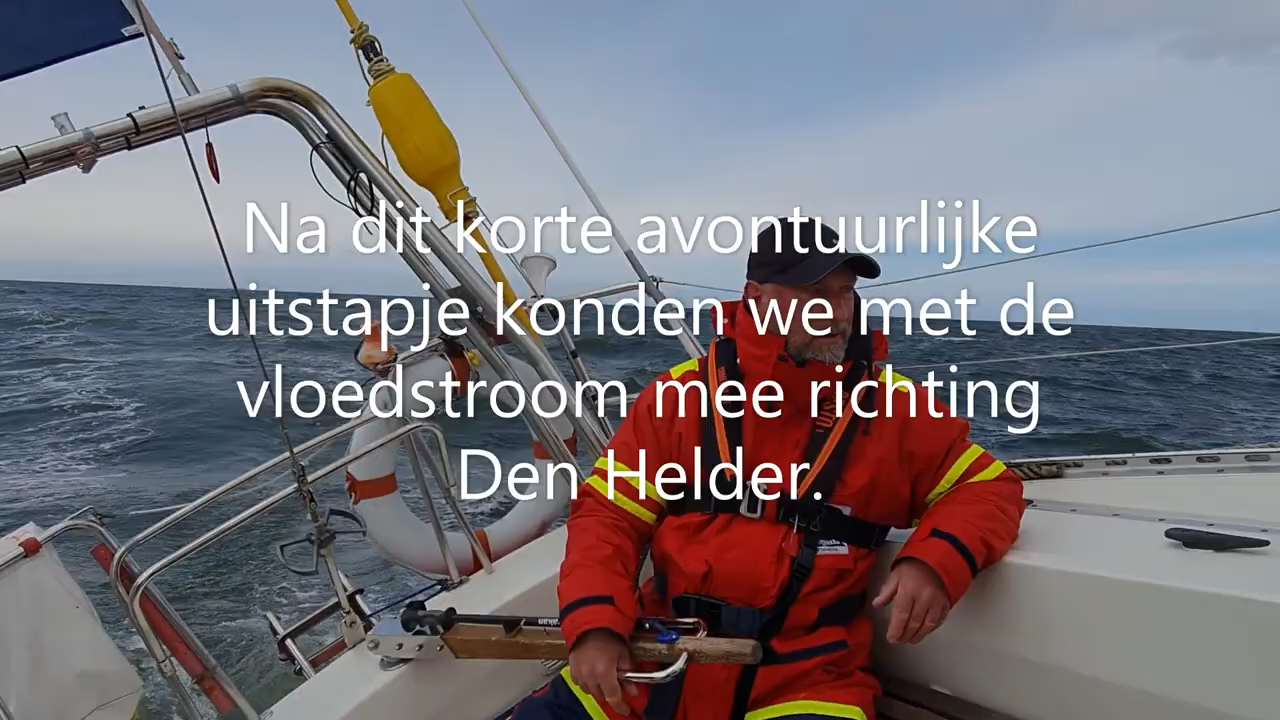 Na dit korte avontuurlijke
uitstapje konden we met de
vloedstroom mee richting
Den Helder.